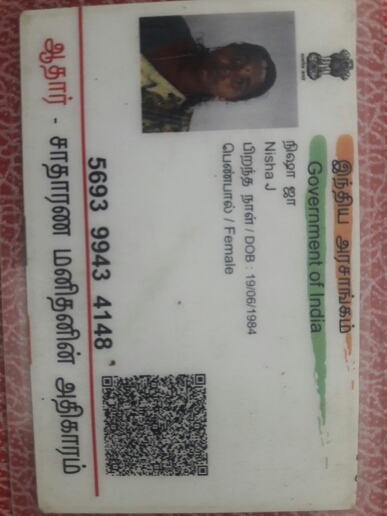 இந்திய அரசாங்கம்
Government of India
நிஷா ஜா
Nisha J
பிறந்த நாள் / DOB : 19/06/1984
பெண்பால் / Female
5693 9943 4148
ஆதார் - சாதாரண மனிதனின் அதிகாரம்